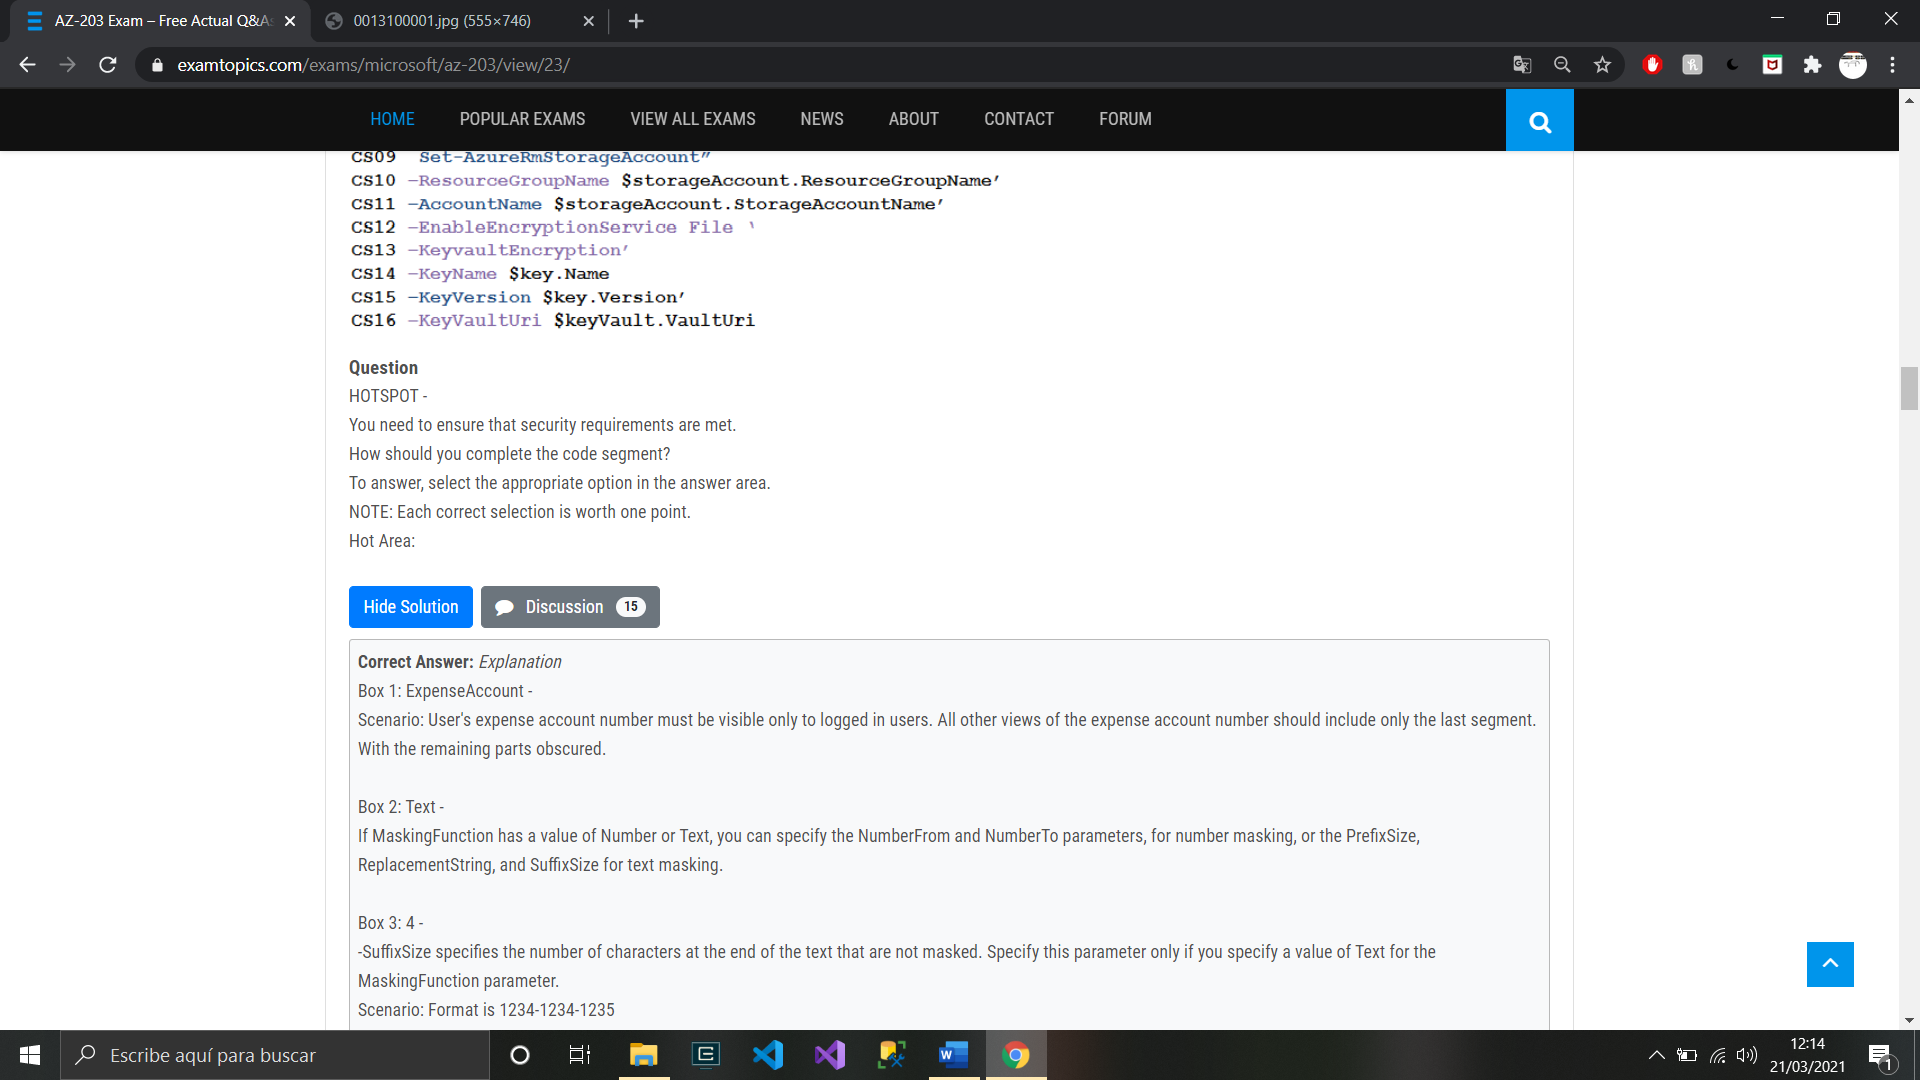 AZ-203 Exam – Free Actual Q&As
0013100001.jpg (555×746)
examtopics.com/exams/microsoft/az-203/view/23/
HOME POPULAR EXAMS VIEW ALL EXAMS NEWS ABOUT CONTACT FORUM
CS09 Set-AzureRmStorageAccount”
CS10 –ResourceGroupName $storageAccount.ResourceGroupName’
CS11 –AccountName $storageAccount.StorageAccountName’
CS12 –EnableEncryptionService File ‘
CS13 –KeyvaultEncryption’
CS14 –KeyName $key.Name
CS15 –KeyVersion $key.Version’
CS16 –KeyVaultUri $keyVault.VaultUri
Question
HOTSPOT -
You need to ensure that security requirements are met.
How should you complete the code segment?
To answer, select the appropriate option in the answer area.
NOTE: Each correct selection is worth one point.
Hot Area:
Hide Solution Discussion 15
Correct Answer: Explanation
Box 1: ExpenseAccount -
Scenario: User's expense account number must be visible only to logged in users. All other views of the expense account number should include only the last segment.
With the remaining parts obscured.
Box 2: Text -
If MaskingFunction has a value of Number or Text, you can specify the NumberFrom and NumberTo parameters, for number masking, or the PrefixSize,
ReplacementString, and SuffixSize for text masking.
Box 3: 4 -
-SuffixSize specifies the number of characters at the end of the text that are not masked. Specify this parameter only if you specify a value of Text for the
MaskingFunction parameter.
Scenario: Format is 1234-1234-1235
Escribe aquí para buscar
12:14
21/03/2021
1